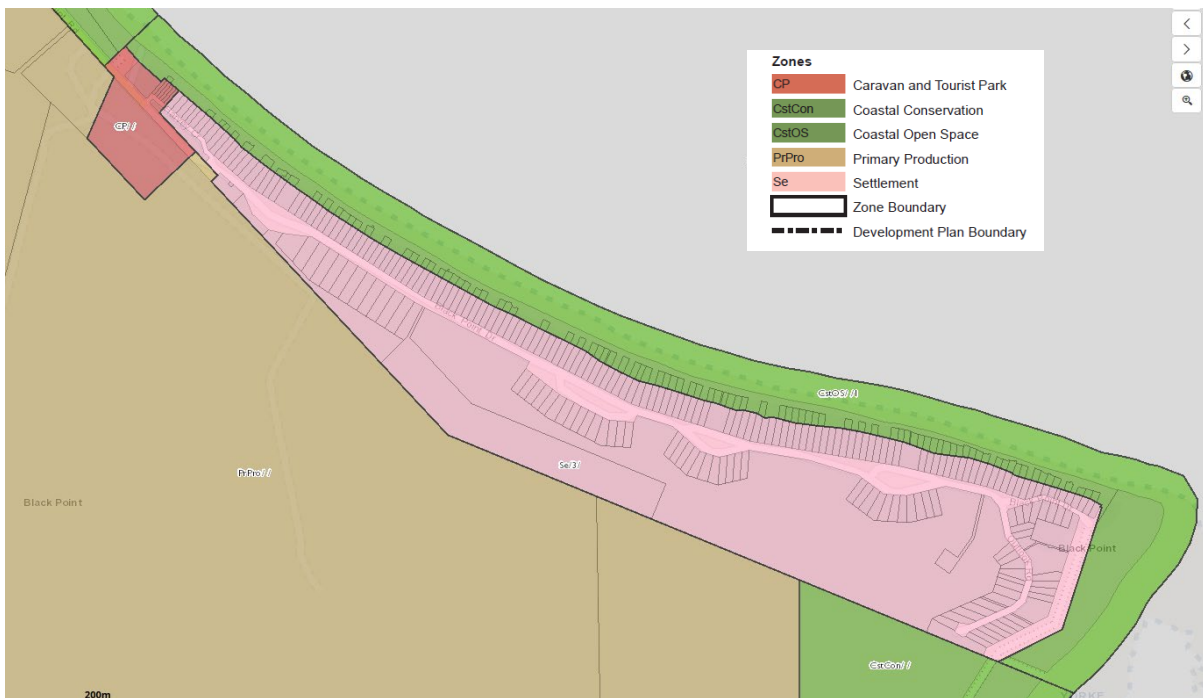 Zones
CP Caravan and Tourist Park
CstCon Coastal Conservation
CstOS Coastal Open Space
PrPro Primary Production
Se Settlement
Zone Boundary
Development Plan Boundary
CP/ /
CstOS/ /
Se/3/
PrPro/ /
Black Point
Black Point
CstCon/ /
200m